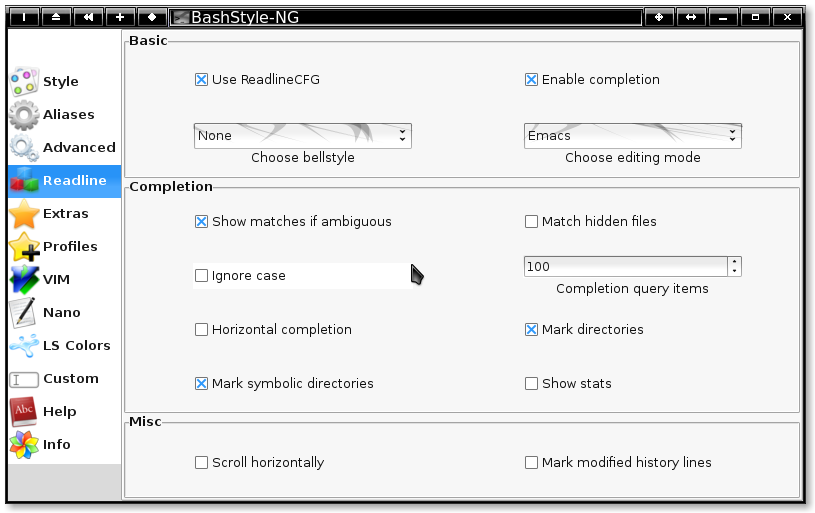 BashStyle-NG
Style
Aliases
Advanced
Readline
Extras
Profiles
VIM
Nano
LS Colors
Custom
Abc
Help
Info
Basic
Use ReadlineCFG
Enable completion
None
Emacs
Choose bellstyle
Choose editing mode
Completion
Show matches if ambiguous
Match hidden files
Ignore case
100
Completion query items
Horizontal completion
Mark directories
Mark symbolic directories
Show stats
Misc
Scroll horizontally
Mark modified history lines